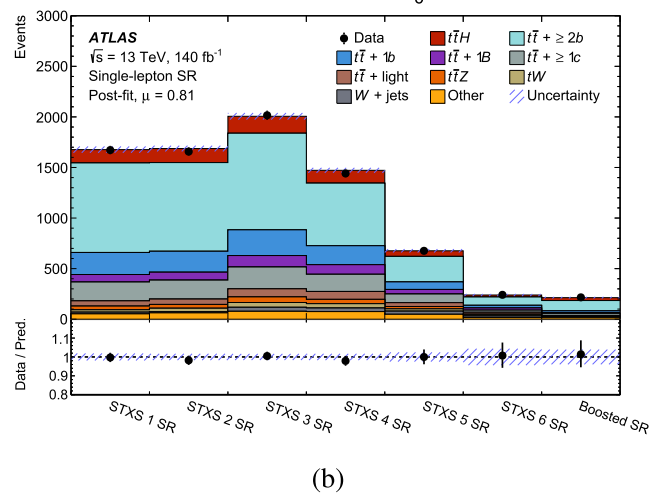 3000
2500
2000
1500
1000
500
0
Events
ATLAS
√s = 13 TeV, 140 fb⁻¹
Single-lepton SR
Post-fit, μ = 0.81
Data tt̄H tt̄ + ≥ 2b
tt̄ + 1b tt̄ + 1B tt̄ + ≥ 1c
tt̄ + light tt̄Z tW
W + jets Other Uncertainty
Data / Pred.
1.1
1
0.9
0.8
STXS 1 SR STXS 2 SR STXS 3 SR STXS 4 SR STXS 5 SR STXS 6 SR Boosted SR
(b)